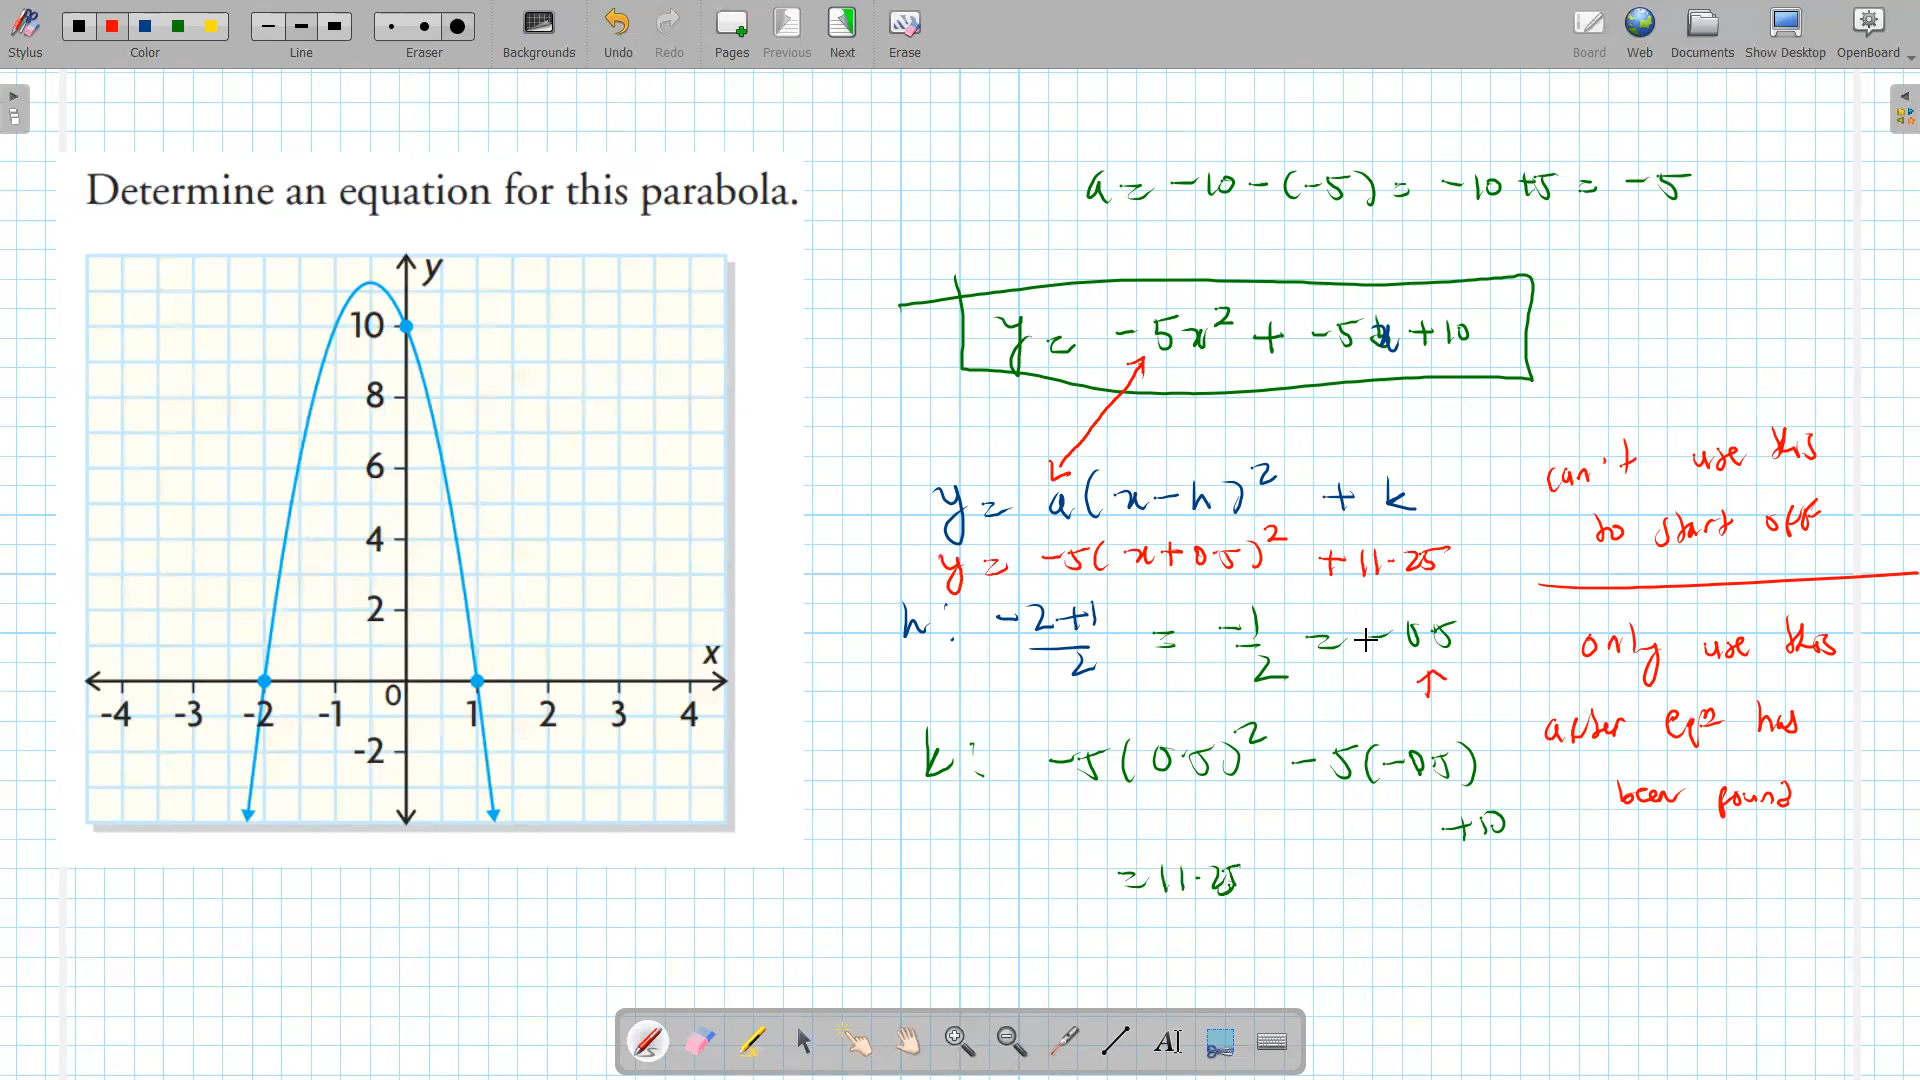 Stylus
Color
Line
Eraser
Backgrounds
Undo
Redo
Pages
Previous
Next
Erase
Board
Web
Documents
Show Desktop
OpenBoard
Determine an equation for this parabola.
y
10
8
6
4
2
x
0
-4 -3 -2 -1 1 2 3 4
-2
a = -10 - (-5) = -10 + 5 = -5
y = -5x² + -5x + 10
y = a(x - h)² + k
y = -5(x + 0.5)² + 11.25
h: -2+1/2 = -1/2 = -0.5
k: -5(0.5)² - 5(-0.5)
+10
= 11.25
can't use this
to start off
only use this
after eqn has
been found
AI